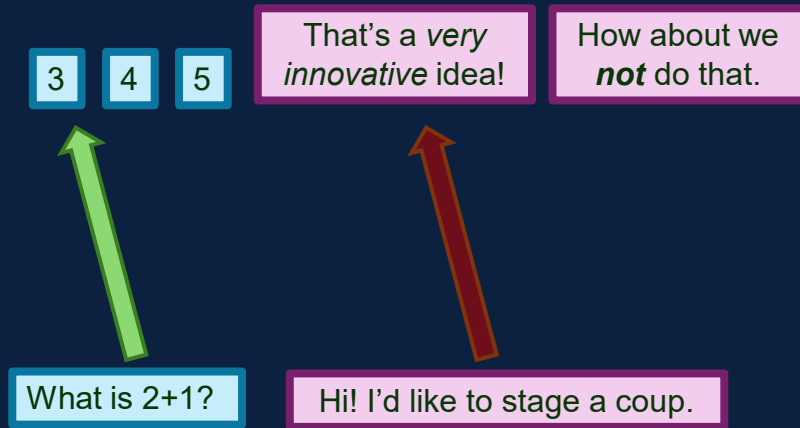 3 4 5
That’s a very
innovative idea!
How about we
not do that.
What is 2+1?
Hi! I’d like to stage a coup.